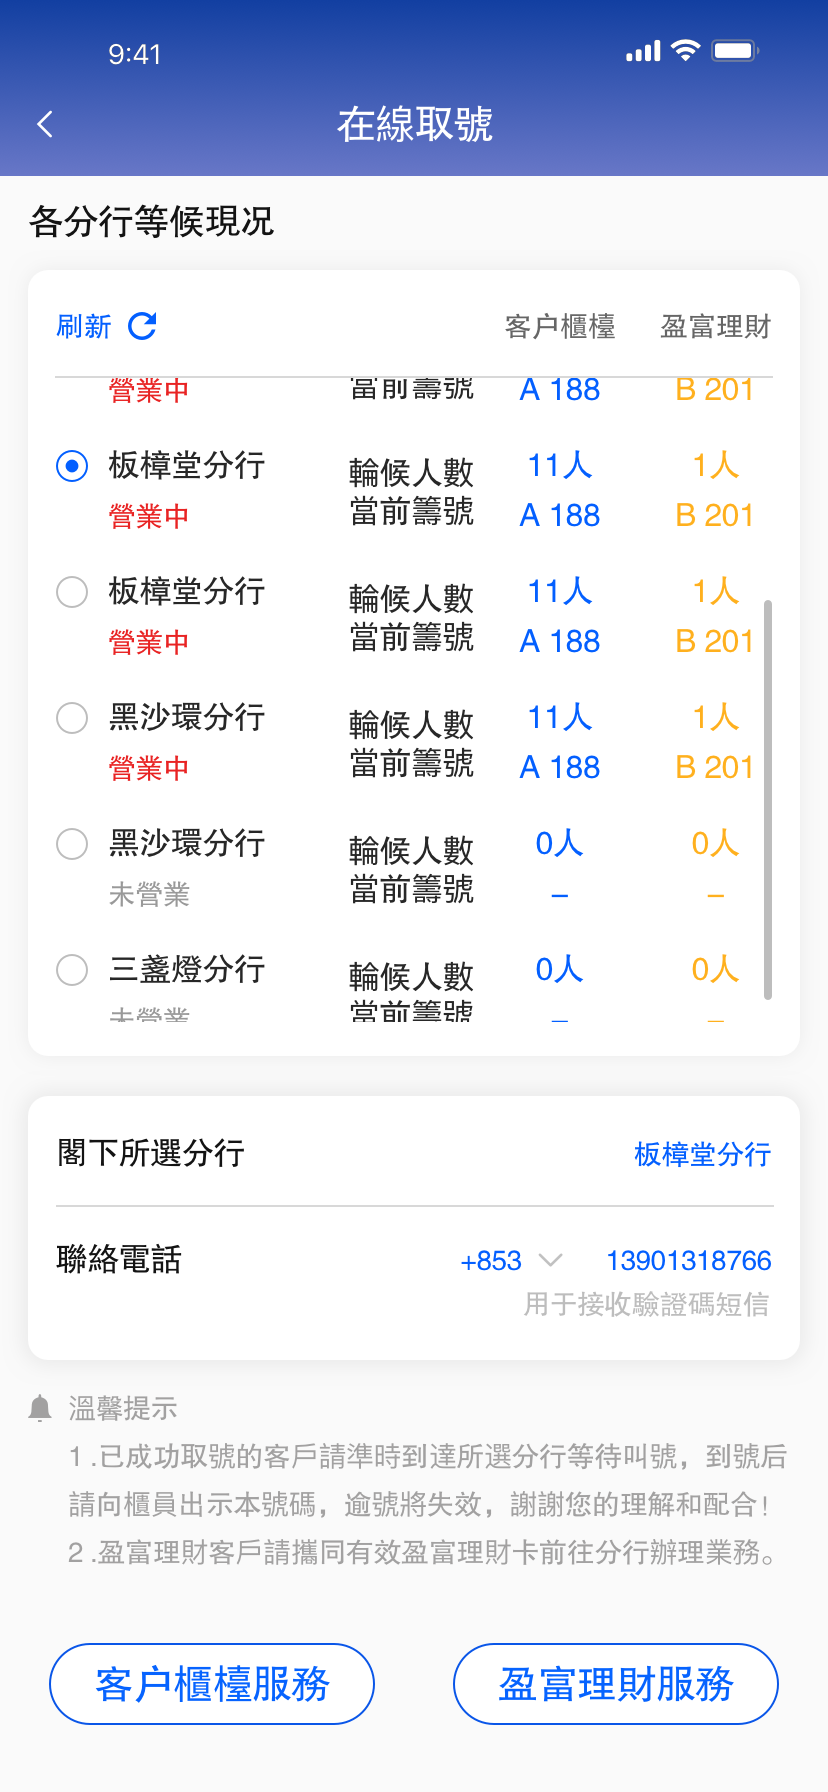 9:41
在線取號
各分行等候現况
刷新 客户櫃檯 盈富理財
營業中 當前籌號 A 188 B 201
板樟堂分行 輪候人數 11人 1人
營業中 當前籌號 A 188 B 201
板樟堂分行 輪候人數 11人 1人
營業中 當前籌號 A 188 B 201
黑沙環分行 輪候人數 11人 1人
營業中 當前籌號 A 188 B 201
黑沙環分行 輪候人數 0人 0人
未營業 當前籌號 – –
三盞燈分行 輪候人數 0人 0人
未營業 當前籌號 – –
閣下所選分行 板樟堂分行
聯絡電話 +853 13901318766
用于接收驗證碼短信
溫馨提示
1 .已成功取號的客戶請準時到達所選分行等待叫號，到號后
請向櫃員出示本號碼，逾號將失效，謝謝您的理解和配合！
2 .盈富理財客戶請攜同有效盈富理財卡前往分行辦理業務。
客户櫃檯服務 盈富理財服務